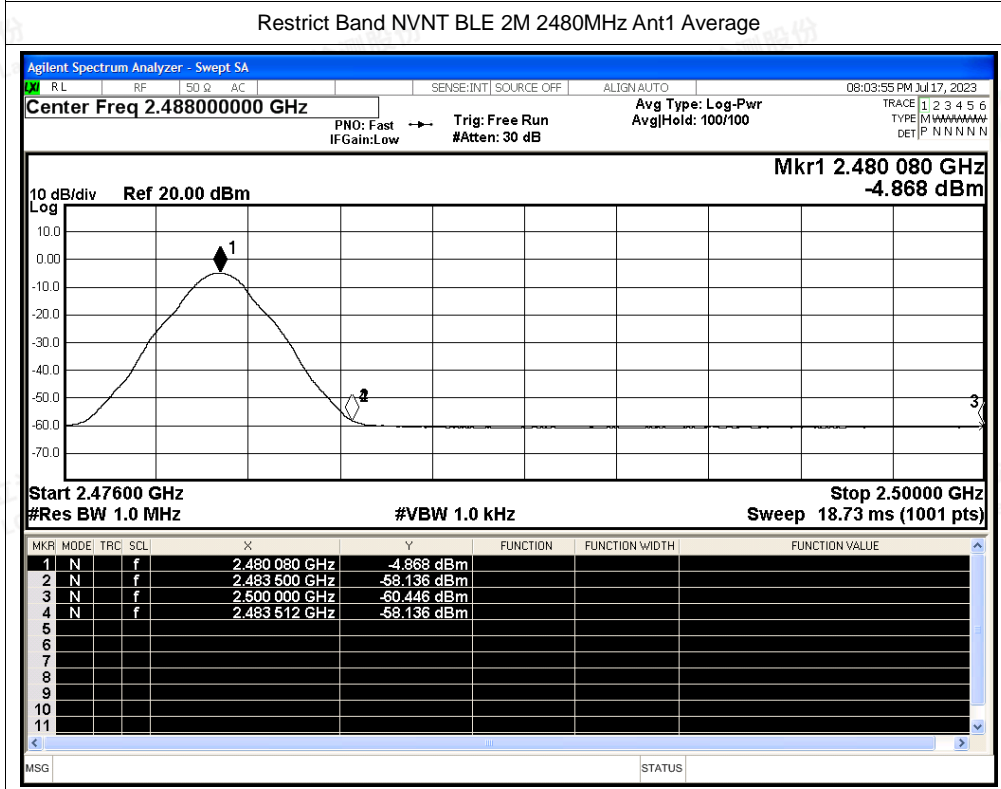 Restrict Band NVNT BLE 2M 2480MHz Ant1 Average
Agilent Spectrum Analyzer - Swept SA
LXI RL RF 50 Ω AC SENSE:INT SOURCE OFF ALIGN AUTO 08:03:55 PM Jul 17, 2023
Center Freq 2.488000000 GHz Avg Type: Log-Pwr TRACE 1 2 3 4 5 6
PNO: Fast Trig: Free Run Avg|Hold: 100/100 TYPE M W W W W W
IFGain:Low #Atten: 30 dB DET P N N N N N
Mkr1 2.480 080 GHz
-4.868 dBm
10 dB/div Ref 20.00 dBm
Log
10.0
1
0.00
-10.0
-20.0
-30.0
-40.0
-50.0
3
-60.0
-70.0
Start 2.47600 GHz Stop 2.50000 GHz
#Res BW 1.0 MHz #VBW 1.0 kHz Sweep 18.73 ms (1001 pts)
MKR MODE TRC SCL X Y FUNCTION FUNCTION WIDTH FUNCTION VALUE
1 N f 2.480 080 GHz -4.868 dBm
2 N f 2.483 500 GHz -58.136 dBm
3 N f 2.500 000 GHz -60.446 dBm
4 N f 2.483 512 GHz -58.136 dBm
5
6
7
8
9
10
11
MSG STATUS